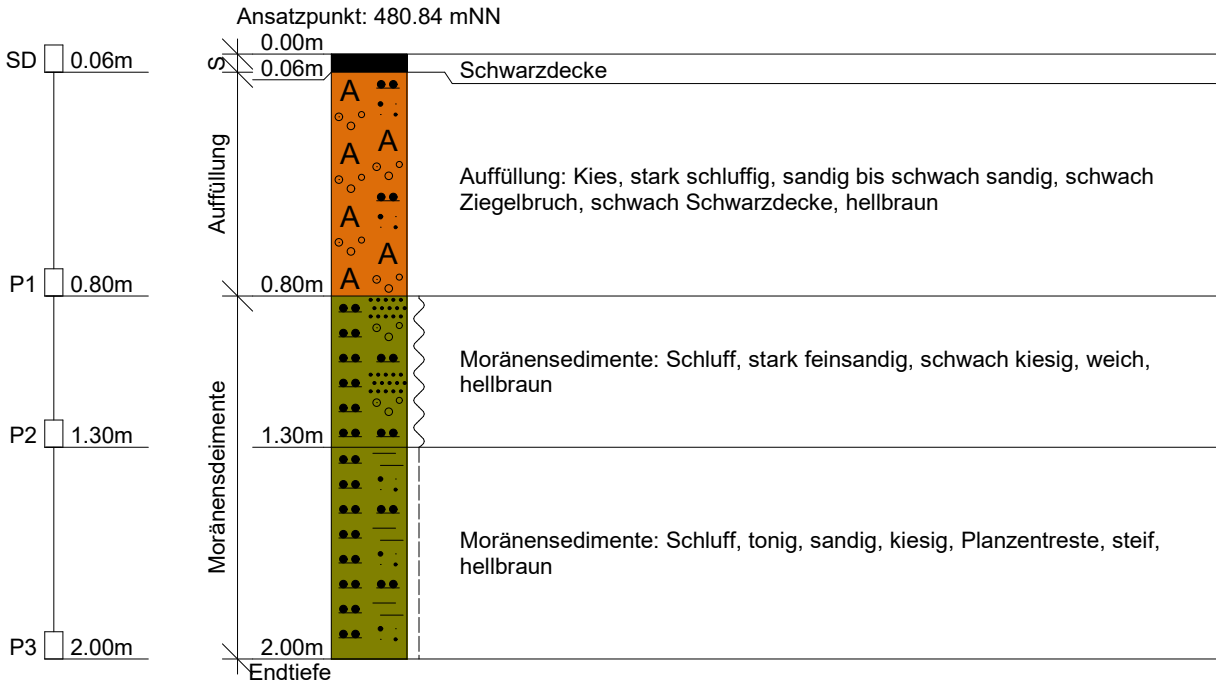 Ansatzpunkt: 480.84 mNN
0.00m
SD 0.06m
S
0.06m
Schwarzdecke
A
A
A
A
A
A
Auffüllung
Auffüllung: Kies, stark schluffig, sandig bis schwach sandig, schwach
Ziegelbruch, schwach Schwarzdecke, hellbraun
P1 0.80m
0.80m
Moränensedimente: Schluff, stark feinsandig, schwach kiesig, weich,
hellbraun
P2 1.30m
1.30m
Moränensdeimente
Moränensedimente: Schluff, tonig, sandig, kiesig, Planzentreste, steif,
hellbraun
P3 2.00m
2.00m
Endtiefe